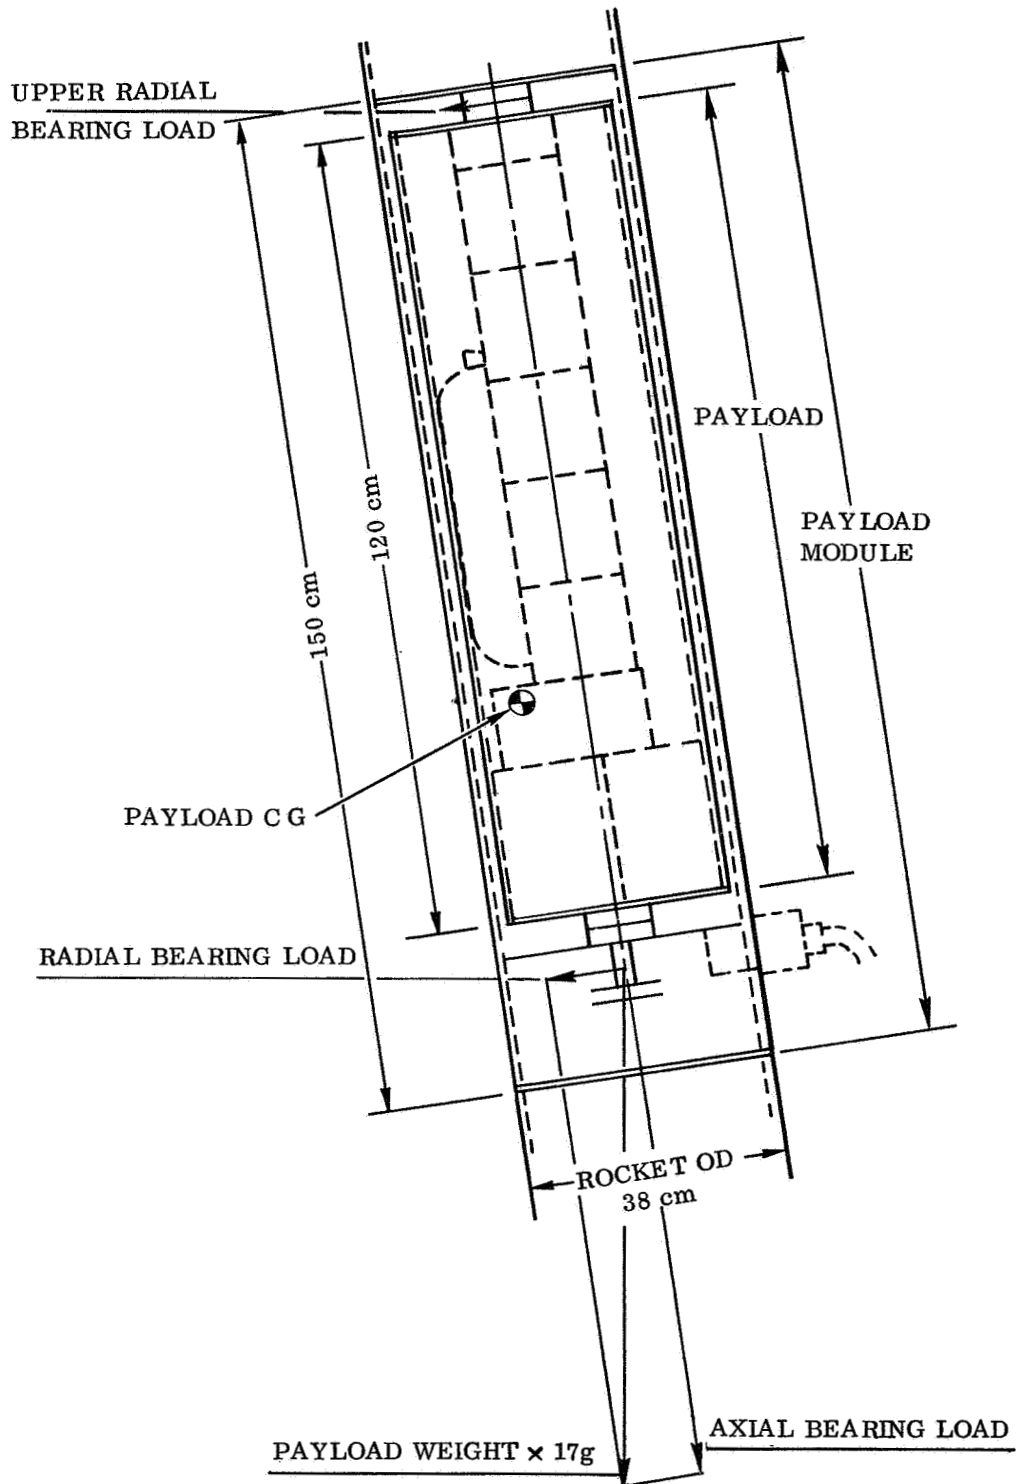 UPPER RADIAL
BEARING LOAD
PAYLOAD
120 cm
PAYLOAD
MODULE
150 cm
PAYLOAD C G
RADIAL BEARING LOAD
ROCKET OD
38 cm
AXIAL BEARING LOAD
PAYLOAD WEIGHT × 17g